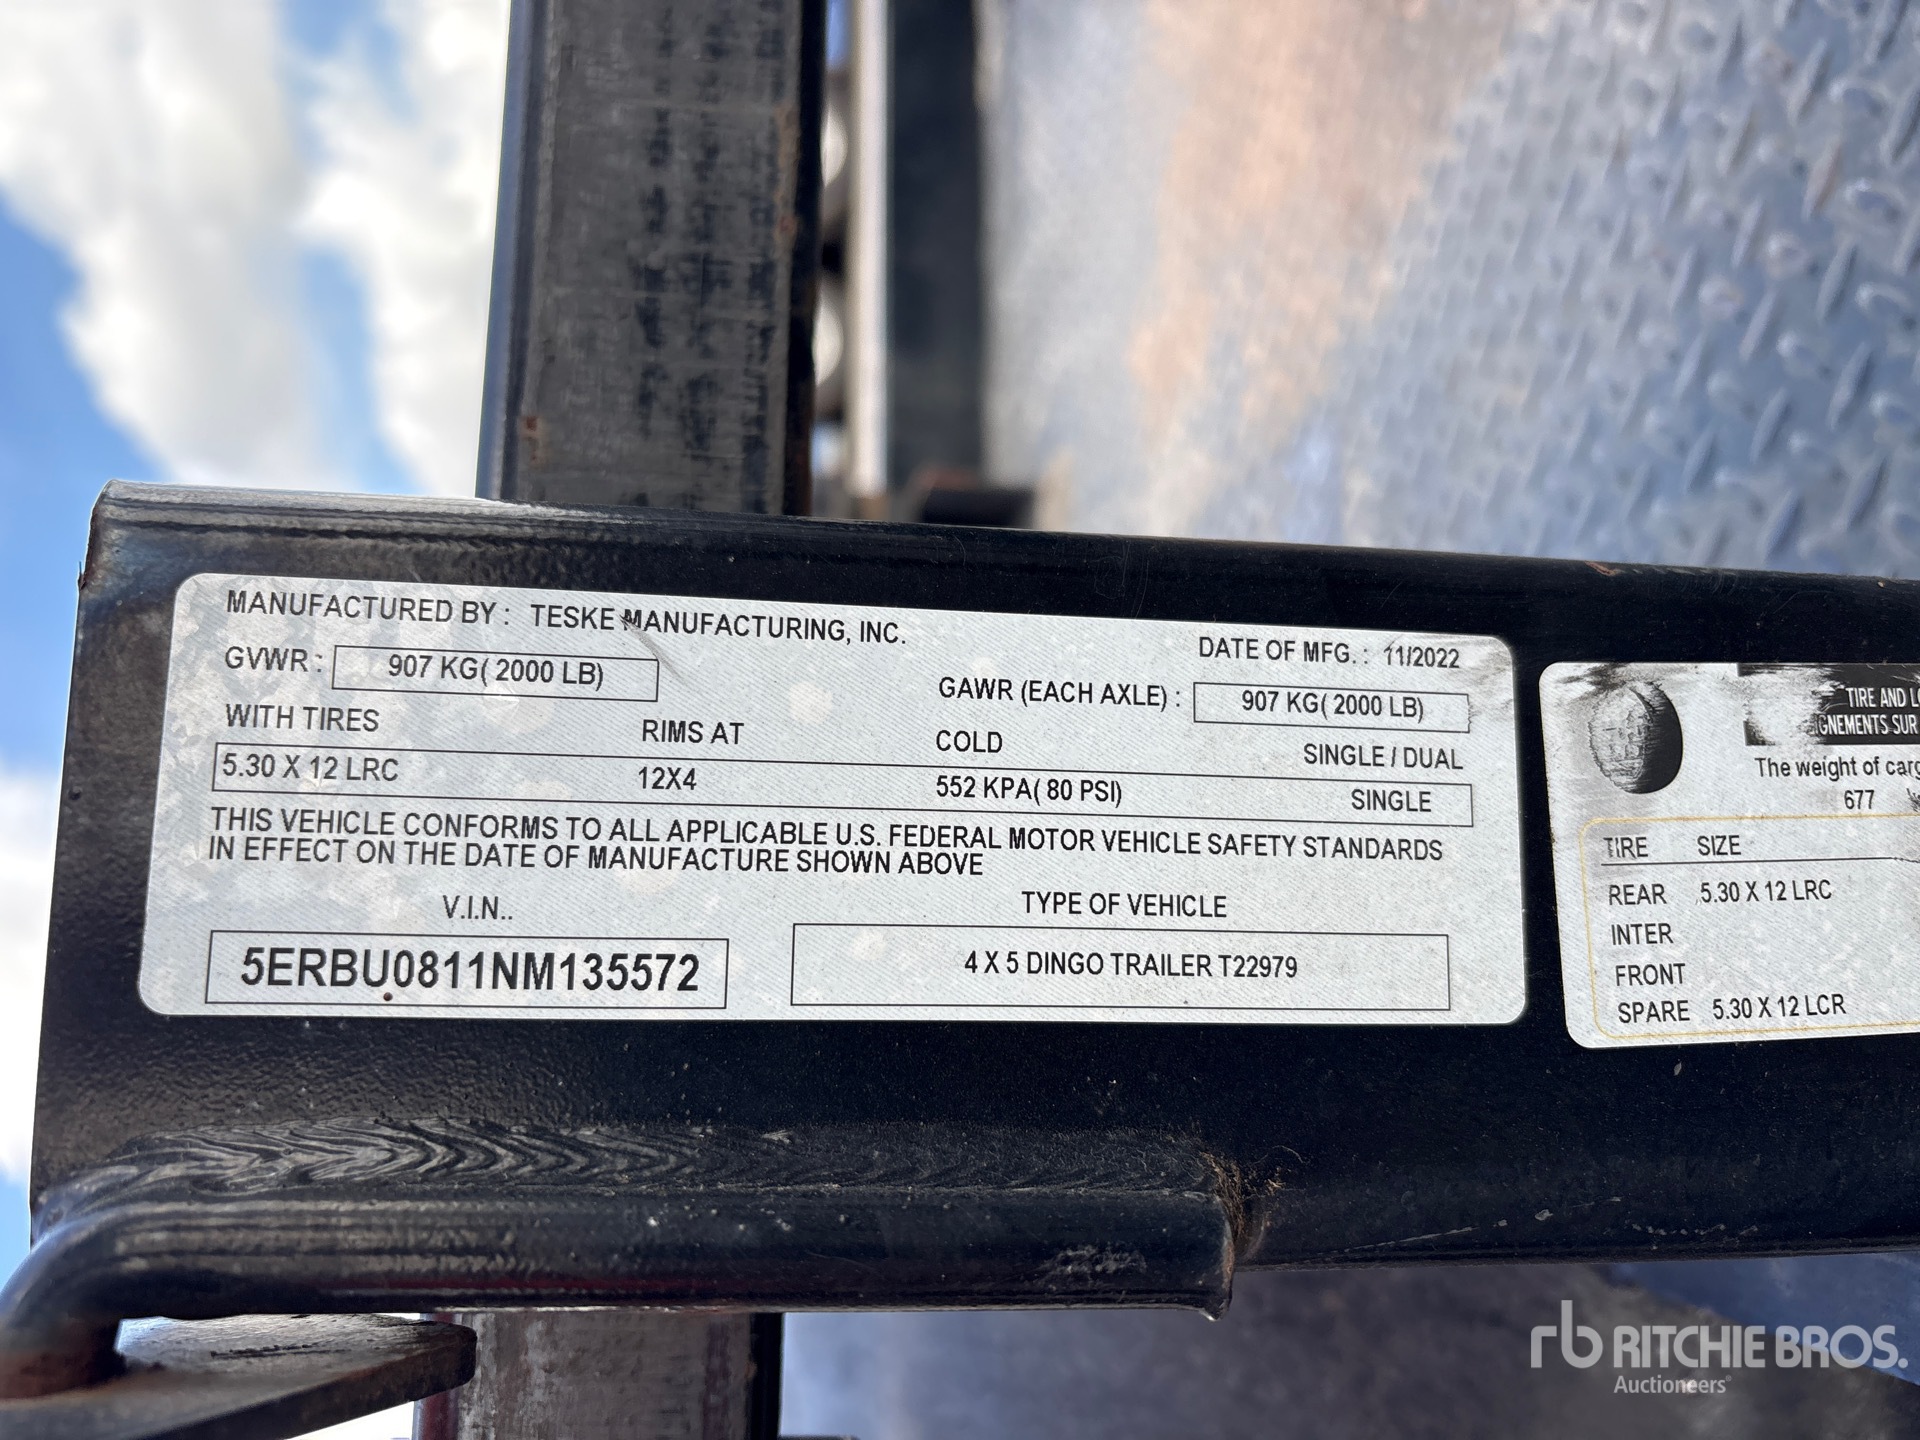 MANUFACTURED BY : TESKE MANUFACTURING, INC.
DATE OF MFG. : 11/2022
GVWR : 907 KG( 2000 LB)
GAWR (EACH AXLE) : 907 KG( 2000 LB)
WITH TIRES RIMS AT COLD SINGLE / DUAL
5.30 X 12 LRC 12X4 552 KPA( 80 PSI) SINGLE
THIS VEHICLE CONFORMS TO ALL APPLICABLE U.S. FEDERAL MOTOR VEHICLE SAFETY STANDARDS
IN EFFECT ON THE DATE OF MANUFACTURE SHOWN ABOVE
V.I.N.. TYPE OF VEHICLE
5ERBU0811NM135572 4 X 5 DINGO TRAILER T22979
TIRE AND
SUR
The weight of
677
TIRE SIZE
REAR 5.30 X 12 LRC
INTER
FRONT
SPARE 5.30 X 12 LCR
rb RITCHIE BROS.
Auctioneers